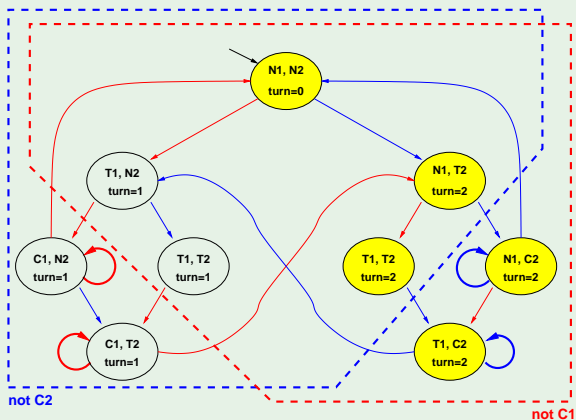 N1, N2
turn=0
T1, N2
turn=1
N1, T2
turn=2
C1, N2
turn=1
T1, T2
turn=1
T1, T2
turn=2
N1, C2
turn=2
C1, T2
turn=1
T1, C2
turn=2
not C2
not C1